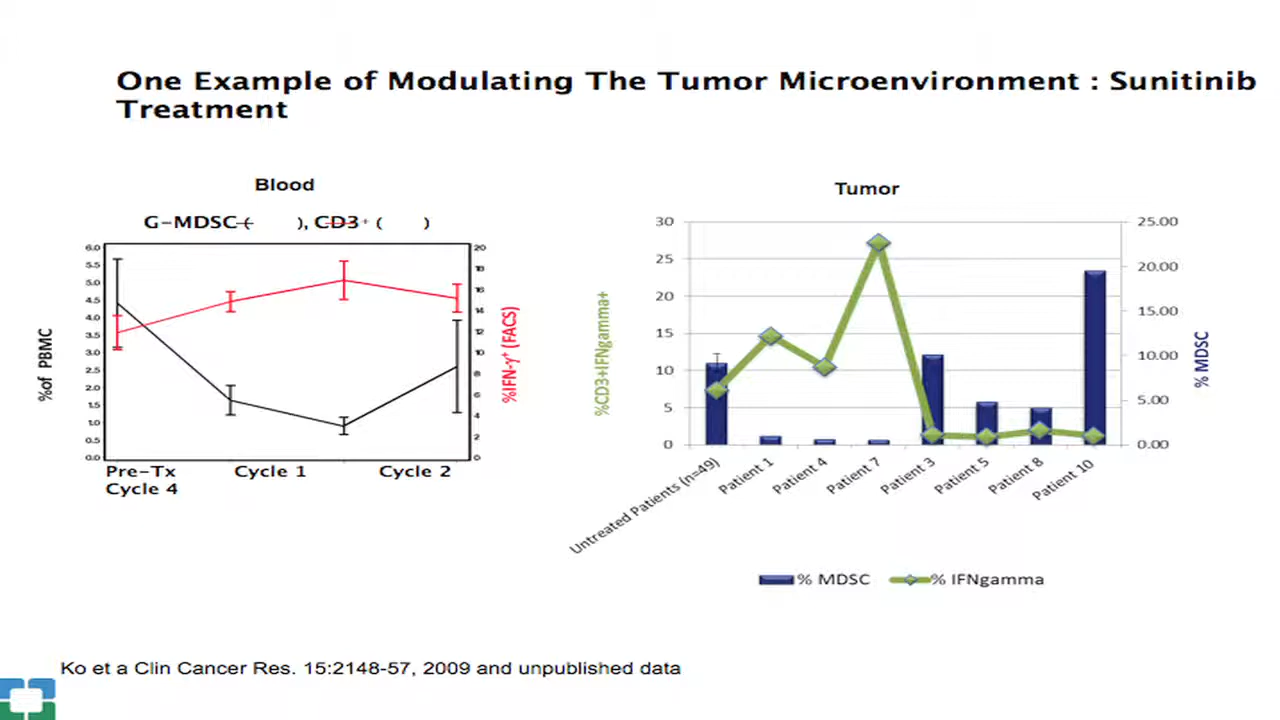 One Example of Modulating The Tumor Microenvironment : Sunitinib
Treatment
Blood
G-MDSC-( ), CD3+ ( )
6.0
5.5
5.0
4.5
4.0
3.5
3.0
2.5
2.0
1.5
1.0
0.5
0.0
%of PBMC
20
18
16
14
12
10
8
6
4
2
0
%IFN-γ+ (FACS)
Pre-Tx Cycle 1 Cycle 2
Cycle 4
Tumor
%CD3+IFNgamma+
30
25
20
15
10
5
0
25.00
20.00
15.00
10.00
5.00
0.00
% MDSC
Untreated Patients (n=49)
Patient 1
Patient 4
Patient 7
Patient 3
Patient 5
Patient 8
Patient 10
% MDSC % IFNgamma
Ko et a Clin Cancer Res. 15:2148-57, 2009 and unpublished data